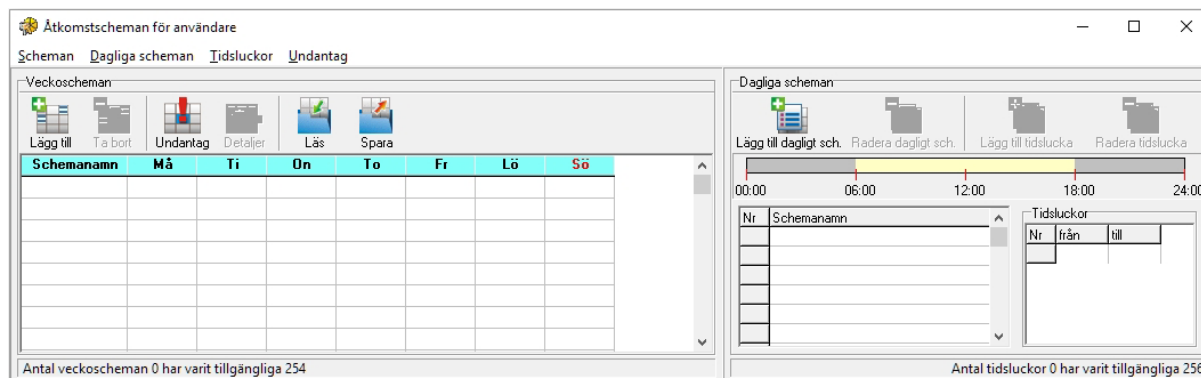 Åtkomstscheman för användare
Scheman Dagliga scheman Tidsluckor Undantag
Veckoscheman
Lägg till Ta bort Undantag Detaljer Läs Spara
Schemanamn Må Ti On To Fr Lö Sö
Antal veckoscheman 0 har varit tillgängliga 254
Dagliga scheman
Lägg till dagligt sch. Radera dagligt sch. Lägg till tidslucka Radera tidslucka
00:00 06:00 12:00 18:00 24:00
Nr Schemanamn
Tidsluckor
Nr från till
Antal tidsluckor 0 har varit tillgängliga 256